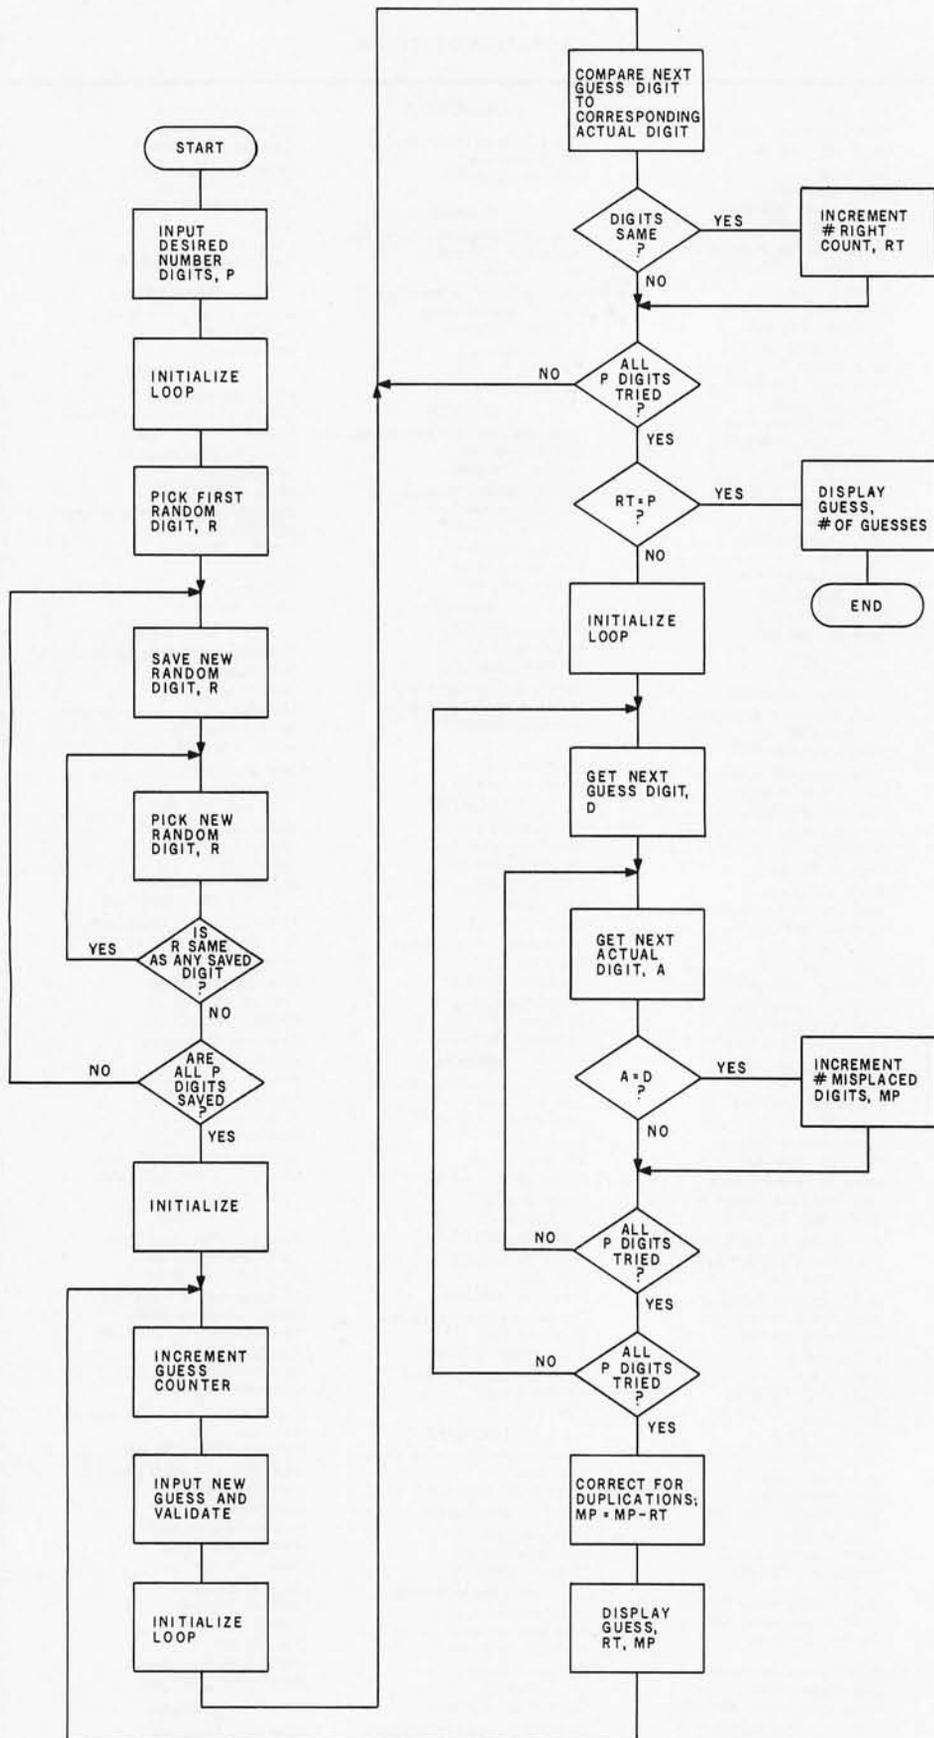 START
INPUT
DESIRED
NUMBER
DIGITS, P
INITIALIZE
LOOP
PICK FIRST
RANDOM
DIGIT, R
SAVE NEW
RANDOM
DIGIT, R
PICK NEW
RANDOM
DIGIT, R
IS
R SAME
AS ANY SAVED
DIGIT
?
YES
NO
ARE
ALL P
DIGITS
SAVED
?
NO
YES
INITIALIZE
INCREMENT
GUESS
COUNTER
INPUT NEW
GUESS AND
VALIDATE
INITIALIZE
LOOP
COMPARE NEXT
GUESS DIGIT
TO
CORRESPONDING
ACTUAL DIGIT
DIGITS
SAME
?
YES
NO
INCREMENT
# RIGHT
COUNT, RT
ALL
P DIGITS
TRIED
?
NO
YES
RT=P
?
YES
NO
DISPLAY
GUESS,
# OF GUESSES
END
INITIALIZE
LOOP
GET NEXT
GUESS DIGIT,
D
GET NEXT
ACTUAL
DIGIT, A
A=D
?
YES
NO
INCREMENT
# MISPLACED
DIGITS, MP
ALL
P DIGITS
TRIED
?
NO
YES
ALL
P DIGITS
TRIED
?
NO
YES
CORRECT FOR
DUPLICATIONS;
MP = MP-RT
DISPLAY
GUESS,
RT, MP